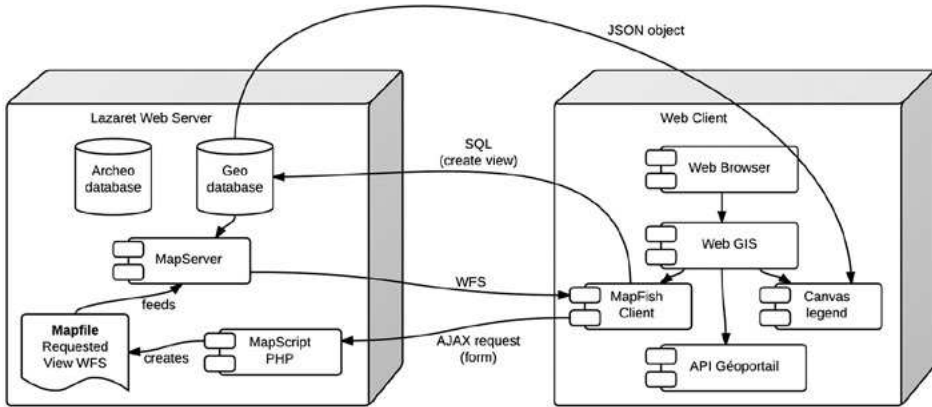 JSON object
Lazaret Web Server
Web Client
Archeo
database
Geo
database
SQL
(create view)
Web Browser
Web GIS
MapServer
WFS
MapFish
Client
Canvas
legend
feeds
Mapfile
Requested
View WFS
creates
MapScript
PHP
AJAX request
(form)
API Géoportail